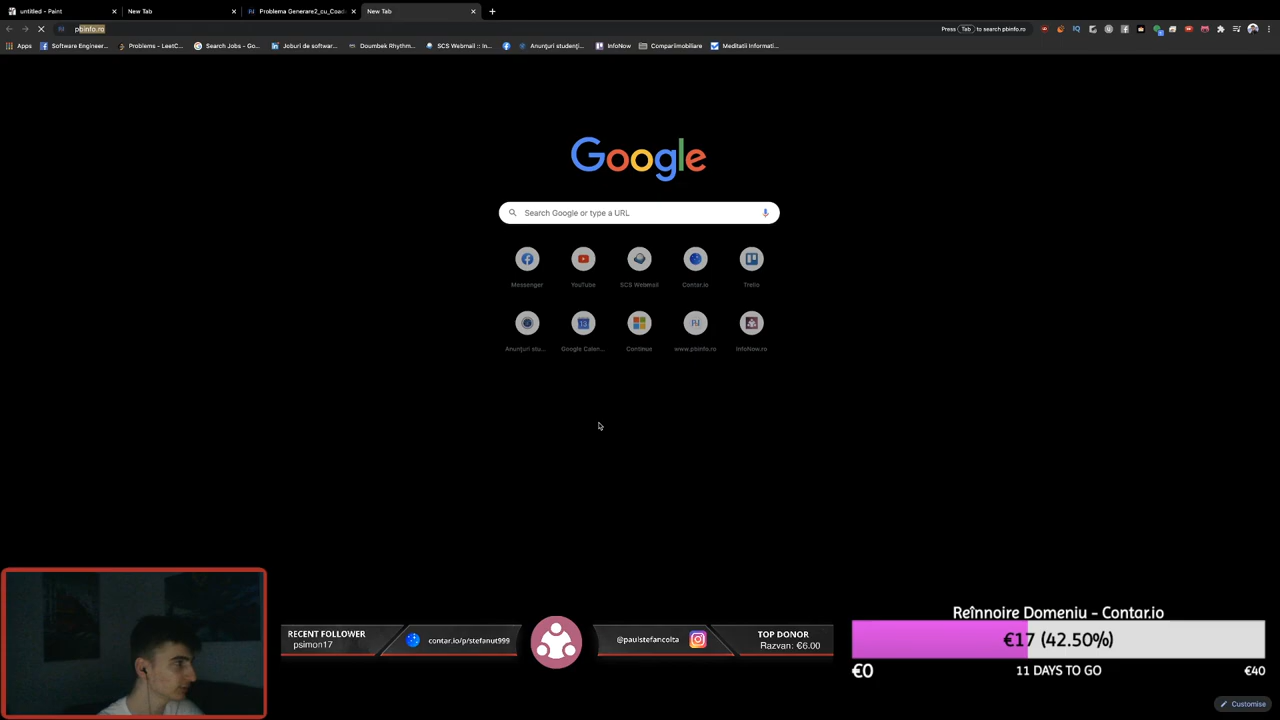 untitled - Paint
New Tab
Problema Generare2_cu_Coad
New Tab
pbinfo.ro
Press Tab to search pbinfo.ro
Apps
Software Engineer...
Problems - LeetC...
Search Jobs - Go...
Joburi de softwar...
Doumbek Rhythm...
SCS Webmail :: In...
Anunțuri studenți...
InfoNow
Compariimobiliare
Meditatii Informati...
Google
Search Google or type a URL
Messenger
YouTube
SCS Webmail
Contar.io
Trello
Anunțuri stu...
Google Calen...
Continue
www.pbinfo.ro
InfoNow.ro
RECENT FOLLOWER
psimon17
contar.io/p/stefanut999
@paulstefancolta
TOP DONOR
Razvan: €6.00
Reînnoire Domeniu - Contar.io
€17 (42.50%)
€0
11 DAYS TO GO
€40
Customise